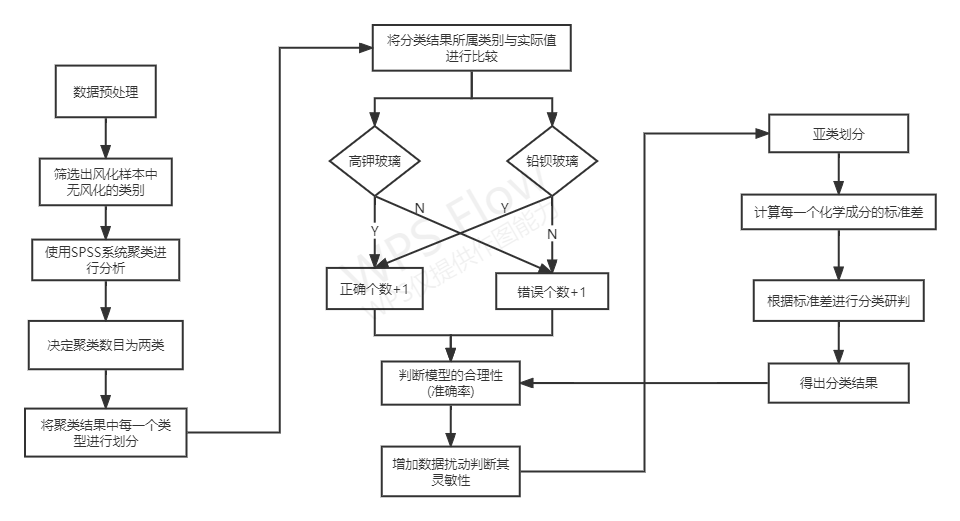 数据预处理
筛选出风化样本中
无风化的类别
使用SPSS系统聚类进
行分析
决定聚类数目为两类
将聚类结果中每一个类
型进行划分
将分类结果所属类别与实际值
进行比较
高钾玻璃
铅钡玻璃
N
Y
Y
N
正确个数+1
错误个数+1
判断模型的合理性
(准确率)
增加数据扰动判断其
灵敏性
亚类划分
计算每一个化学成分的标准差
根据标准差进行分类研判
得出分类结果
WPS Flow
WPS仅提供作图能力